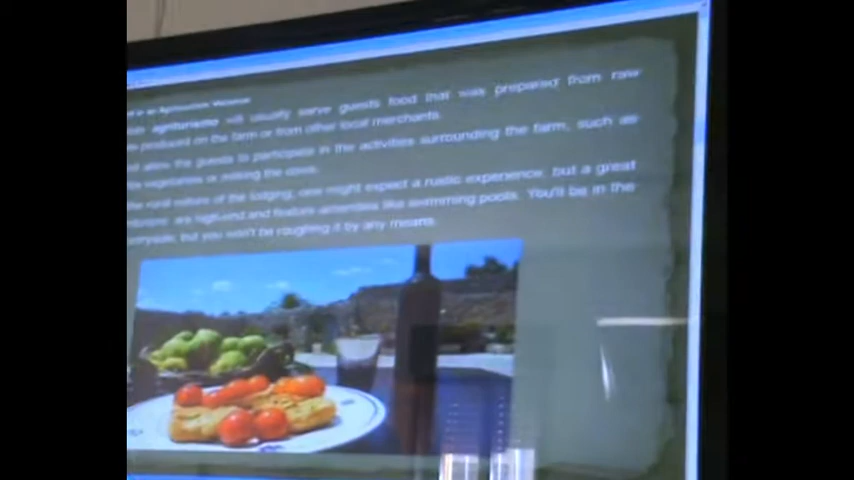 in an Agriturismo
agriturismo will usually serve guests food that was prepared from raw
produced on the farm or from other local merchants.
allow the guests to participate in the activities surrounding the farm, such as
vegetables or milking the cows.
rural nature of the lodging, one might expect a rustic experience, but a great
are high-end and feature amenities like swimming pools. You'll be in the
but you won't be roughing it by any means.